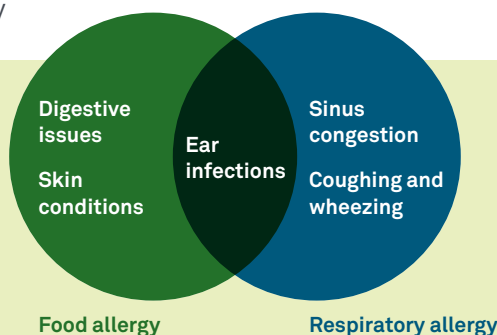 Digestive
issues
Skin
conditions
Ear
infections
Sinus
congestion
Coughing and
wheezing
Food allergy
Respiratory allergy